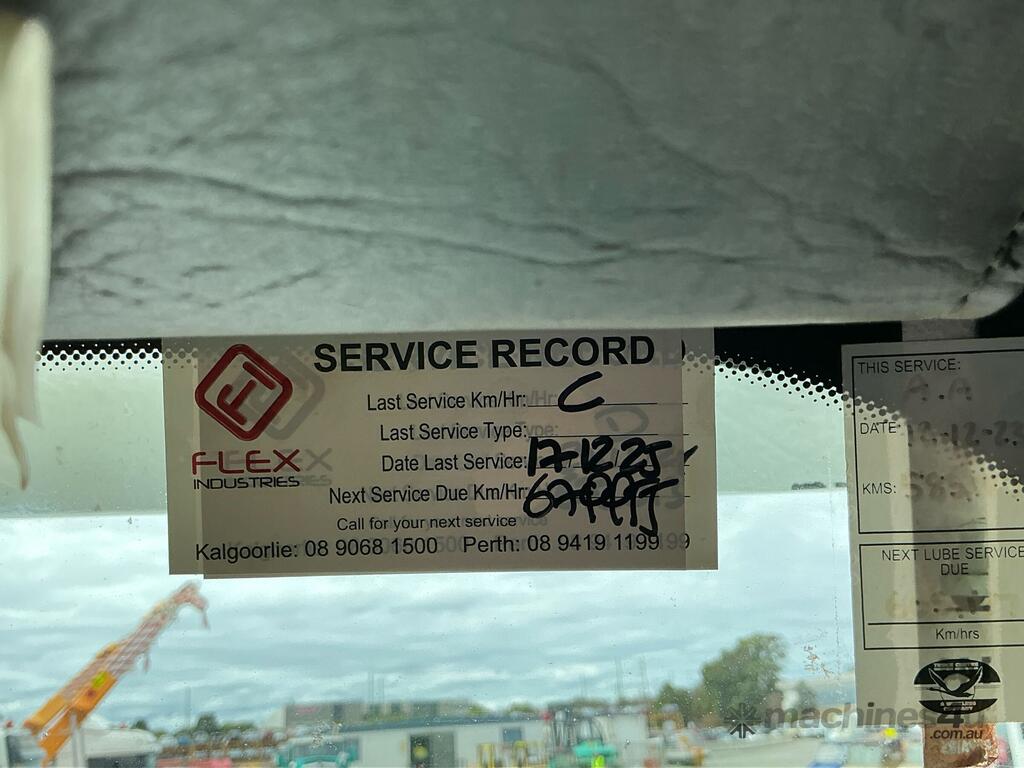 SERVICE RECORD
Last Service Km/Hr: C
Last Service Type:
Date Last Service: 17-12-25
Next Service Due Km/Hr:
Call for your next service
Kalgoorlie: 08 9068 1500 Perth: 08 9419 1199
FLEX
INDUSTRIES
THIS SERVICE:
A.A
DATE:
KMS:
NEXT LUBE SERVICE
DUE
Km/hrs
machines4u
.com.au